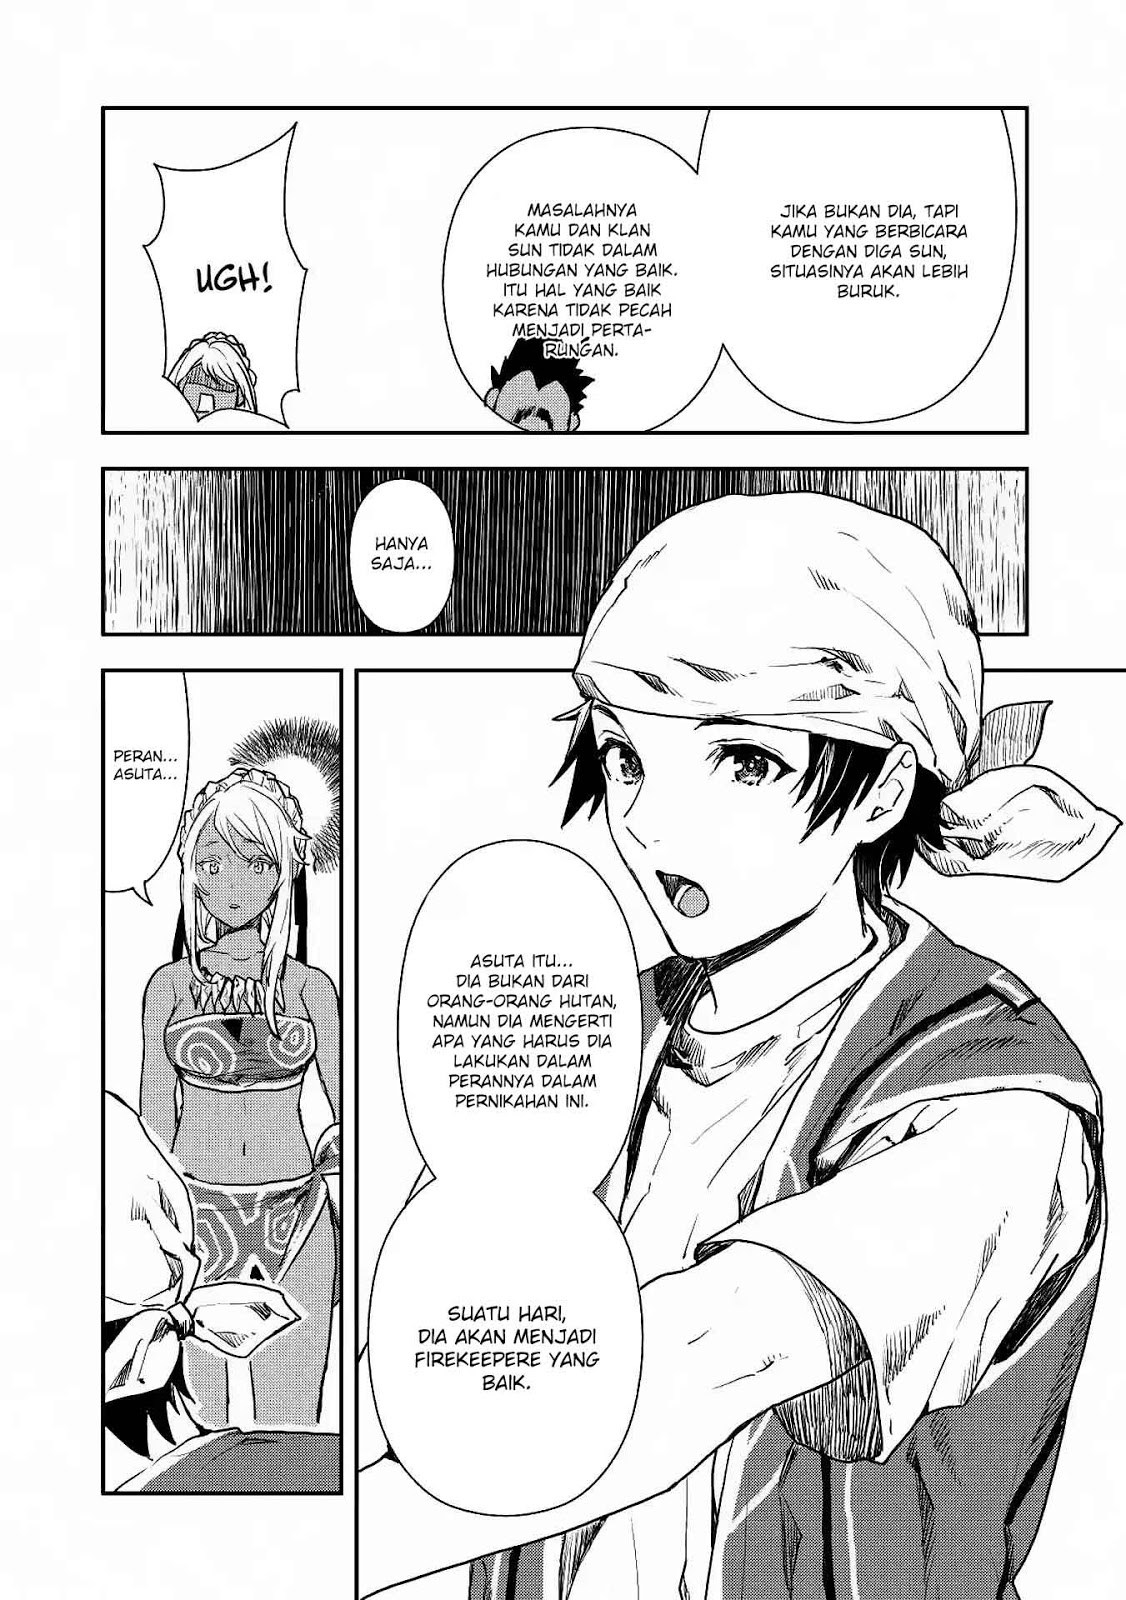 JIKA BUKAN DIA, TAPI
KAMU YANG BERBICARA
DENGAN DIGA SUN,
SITUASINYA AKAN LEBIH
BURUK.
MASALAHNYA
KAMU DAN KLAN
SUN TIDAK DALAM
HUBUNGAN YANG BAIK.
ITU HAL YANG BAIK
KARENA TIDAK PECAH
MENJADI PERTA-
RUNGAN.
UGH!
HANYA
SAJA...
ASUTA ITU...
DIA BUKAN DARI
ORANG-ORANG HUTAN,
NAMUN DIA MENGERTI
APA YANG HARUS DIA
LAKUKAN DALAM
PERANNYA DALAM
PERNIKAHAN INI.
SUATU HARI,
DIA AKAN MENJADI
FIREKEEPERE YANG
BAIK.
PERAN...
ASUTA...